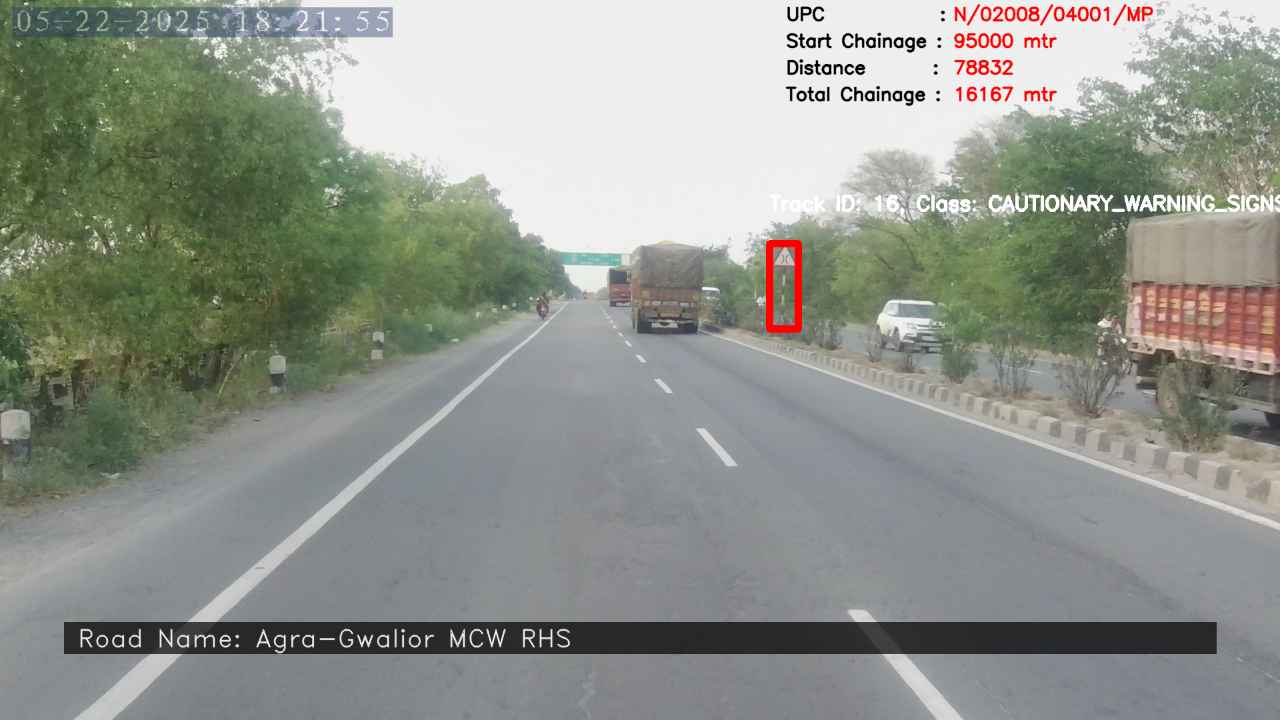 05-22-2025 18:21:55
UPC : N/02008/04001/MP
Start Chainage : 95000 mtr
Distance : 78832
Total Chainage : 16167 mtr
Track ID: 16, Class: CAUTIONARY_WARNING_SIGNS
Road Name: Agra-Gwalior MCW RHS